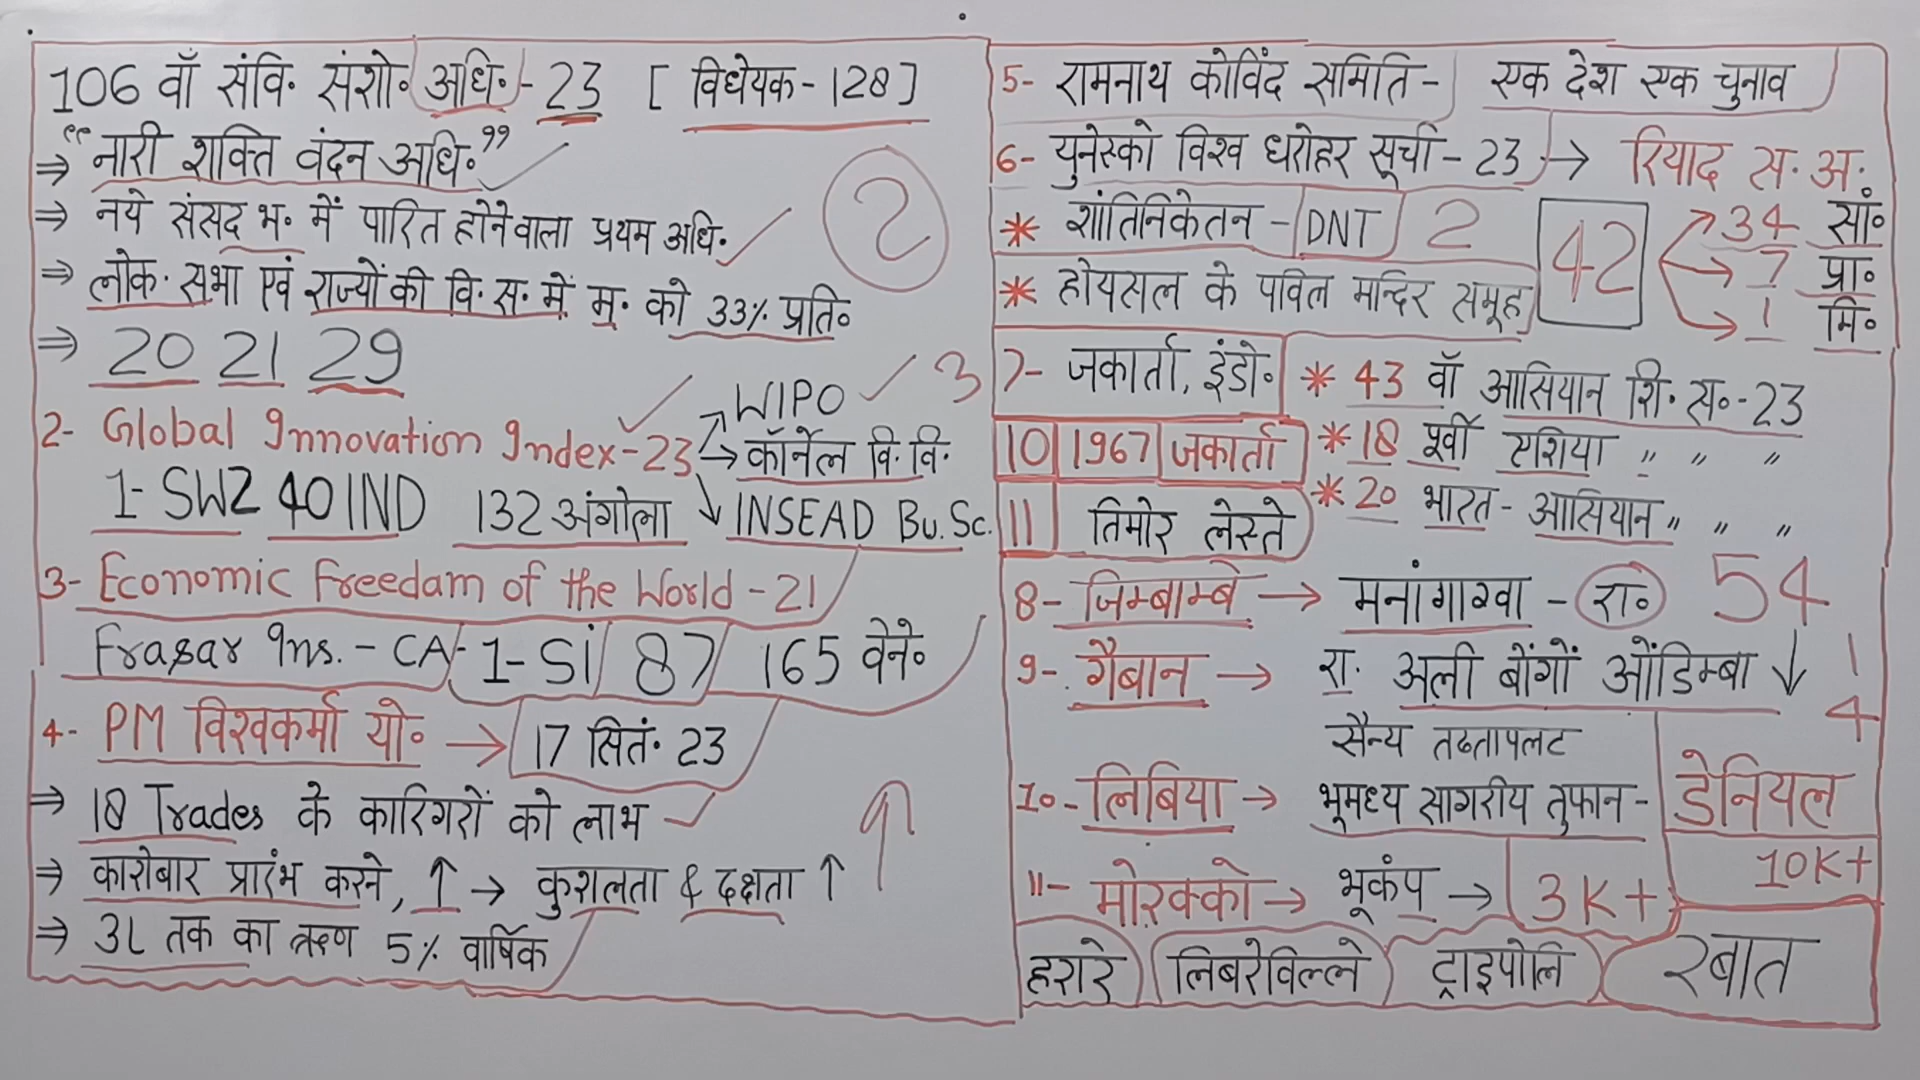 106 वाँ संवि॰ संशो॰ अधि॰ - 23 [ विधेयक - 128 ]
⇒ "नारी शक्ति वंदन अधि॰"
⇒ नये संसद भ॰ में पारित होने वाला प्रथम अधि॰
2
⇒ लोक॰ सभा एवं राज्यों की वि॰ स॰ में म॰ को 33% प्रति॰
⇒ 20 21 29
2- Global Innovation Index - 23
→ WIPO 3
→ कॉर्नेल वि॰ वि॰
↓ INSEAD Bu. Sc.
1- SWZ 40 IND 132 अंगोला
3- Economic Freedam of the World - 21
Frasar Ins. - CA - 1 - Si 87 165 वेने॰
4- PM विश्वकर्मा यो॰ → 17 सितं॰ 23
⇒ 18 Trades के कारिगरों को लाभ
⇒ कारोबार प्रारंभ करने, ↑ → कुशलता & दक्षता ↑
⇒ 3L तक का ऋण 5% वार्षिक
5- रामनाथ कोविंद समिति - एक देश एक चुनाव
6- युनेस्को विश्व धरोहर सूची - 23 → रियाद स॰ अ॰
* शांतिनिकेतन - DNT 2
* होयसल के पवित्र मन्दिर समूह
42
→ 34 सां॰
→ 7 प्रा॰
→ 1 मि॰
7- जकार्ता, इंडो॰
* 43 वाँ आसियान शि॰ स॰ - 23
10 1967 जकार्ता
* 18 पूर्वी एशिया " " "
11 तिमोर लेस्ते
* 20 भारत - आसियान " " "
8- जिम्बाम्बे → मनांगाग्वा - रा॰ 54
9- गैबान → रा॰ अली बोंगों ओंडिम्बा ↓ 1
4
सैन्य तख्तापलट
10- लिबिया → भूमध्य सागरीय तुफान - डेनियल
10K+
11- मोरक्को → भूकंप → 3K+
हरारे लिबरेविल्ले ट्राइपोलि रबात